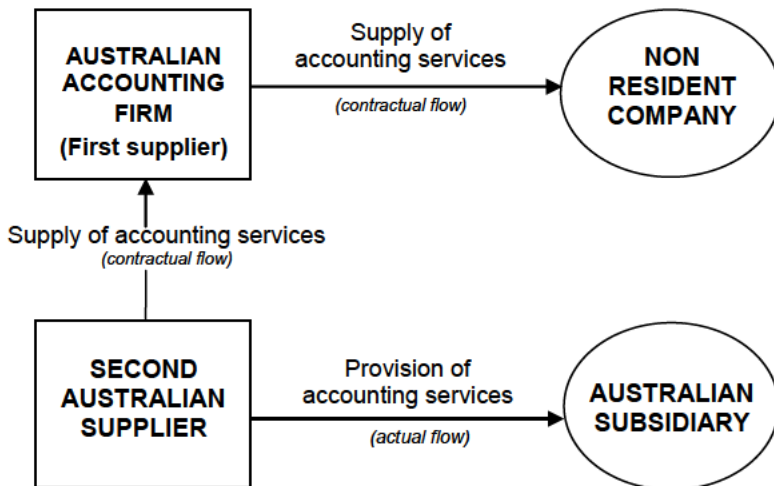 AUSTRALIAN
ACCOUNTING
FIRM
(First supplier)
Supply of
accounting services
(contractual flow)
NON
RESIDENT
COMPANY
Supply of accounting services
(contractual flow)
SECOND
AUSTRALIAN
SUPPLIER
Provision of
accounting services
(actual flow)
AUSTRALIAN
SUBSIDIARY